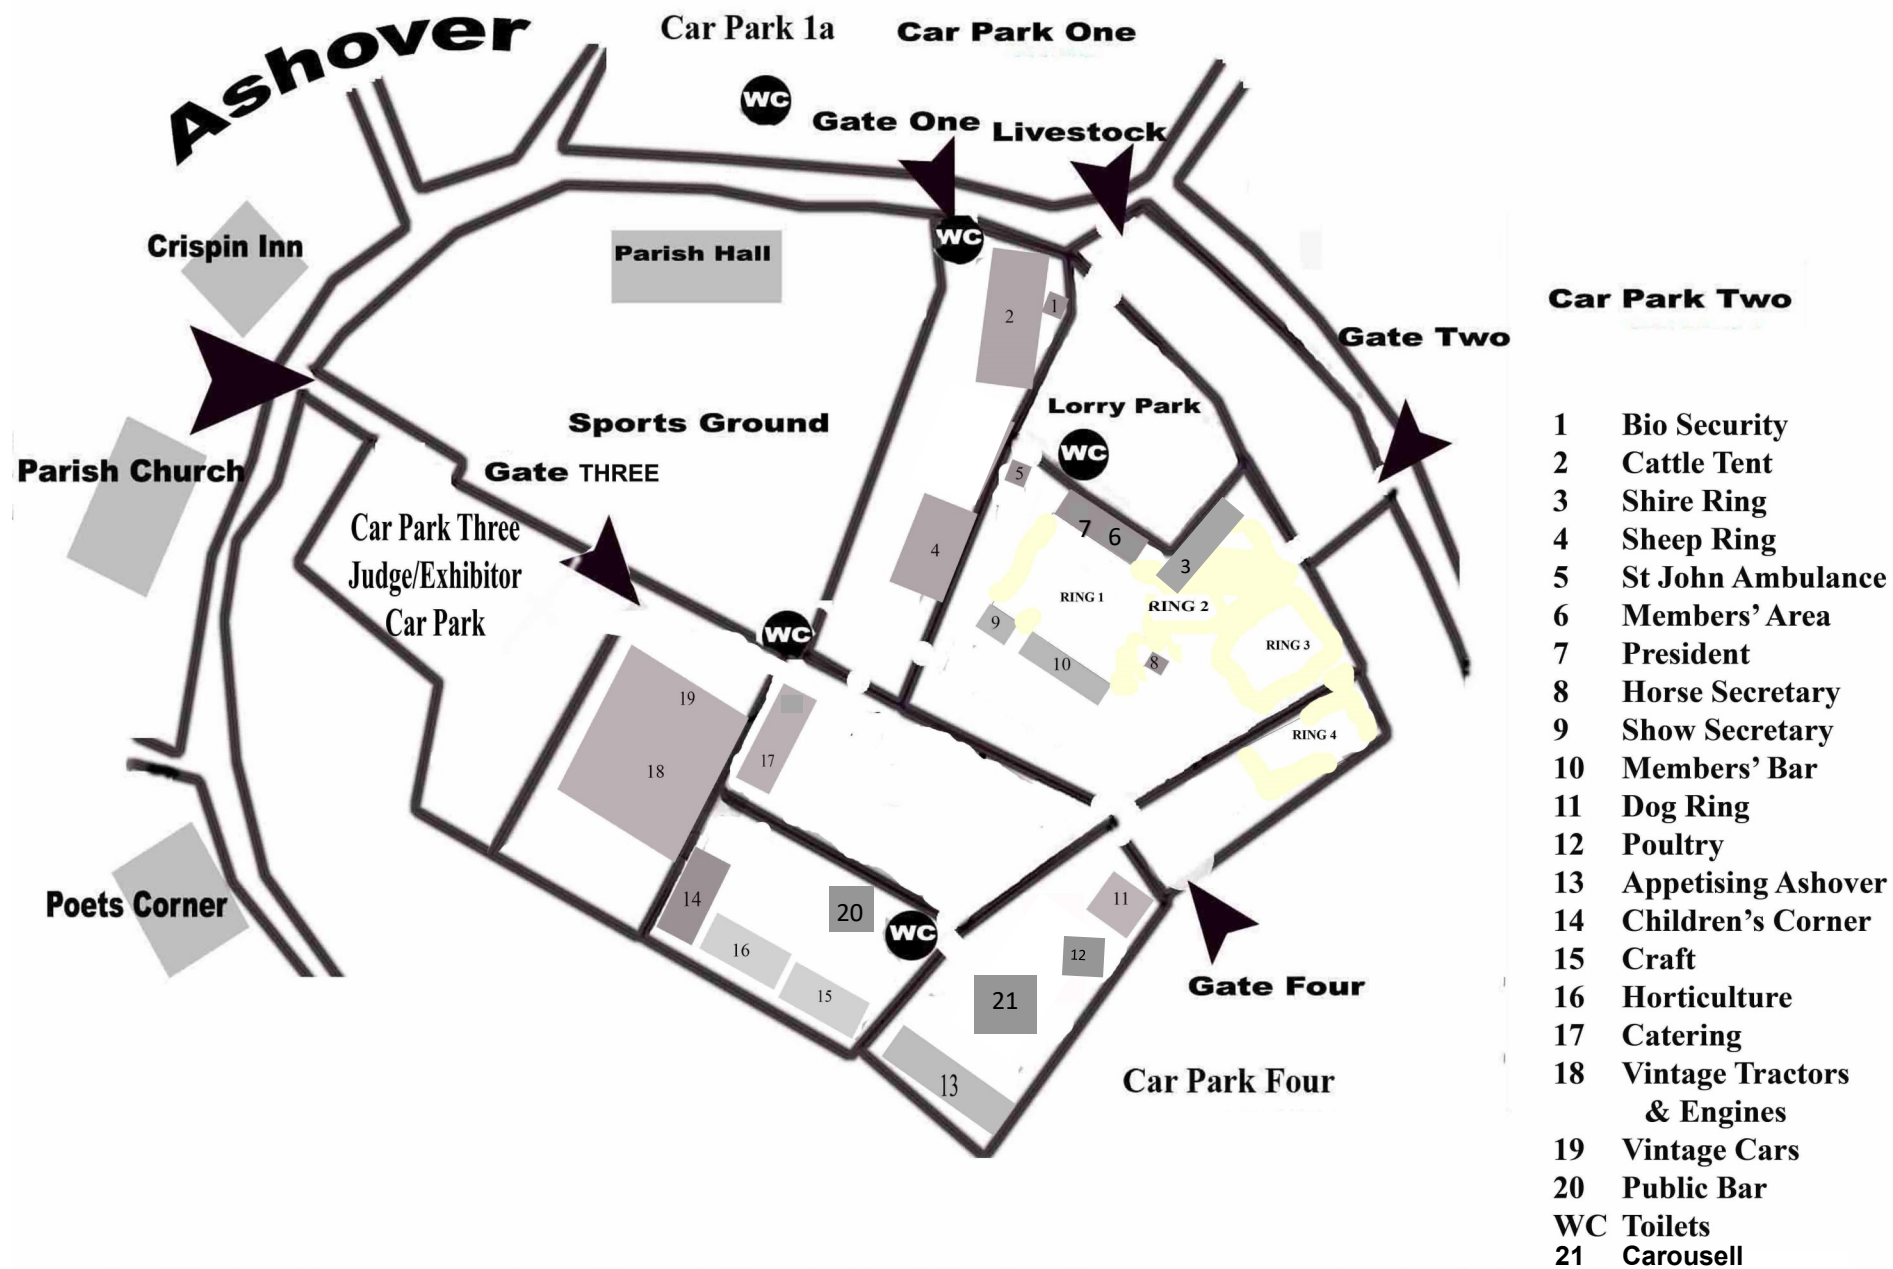 Ashover
Car Park 1a
Car Park One
WC
Gate One
Livestock
Crispin Inn
Parish Hall
WC
Car Park Two
Gate Two
1
2
Lorry Park
WC
Sports Ground
Parish Church
Gate THREE
Car Park Three
Judge/Exhibitor
Car Park
5
7
6
4
3
RING 1
RING 2
RING 3
RING 4
9
10
8
WC
19
18
17
14
16
15
20
WC
11
12
21
13
Poets Corner
Gate Four
Car Park Four
1 Bio Security
2 Cattle Tent
3 Shire Ring
4 Sheep Ring
5 St John Ambulance
6 Members' Area
7 President
8 Horse Secretary
9 Show Secretary
10 Members' Bar
11 Dog Ring
12 Poultry
13 Appetising Ashover
14 Children's Corner
15 Craft
16 Horticulture
17 Catering
18 Vintage Tractors
& Engines
19 Vintage Cars
20 Public Bar
WC Toilets
21 Carousell